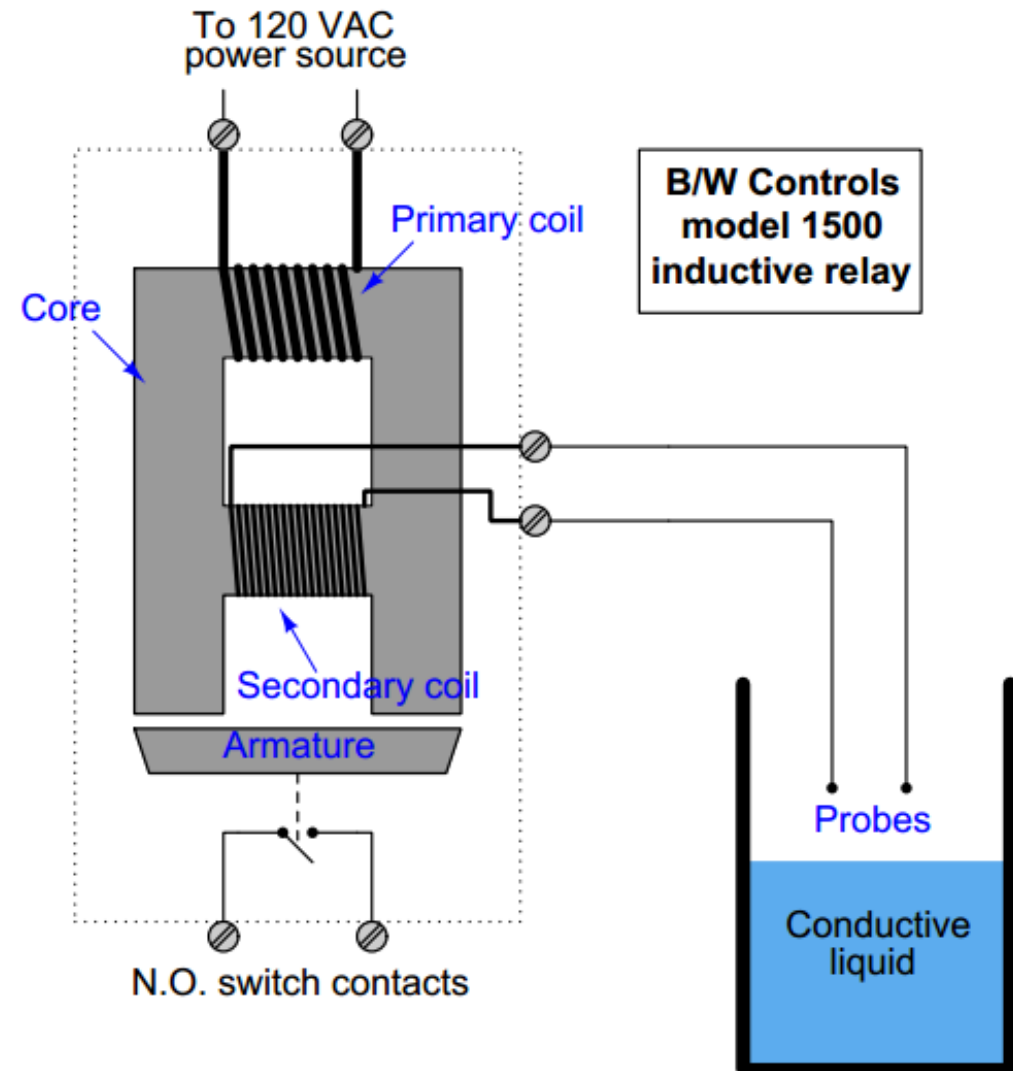 To 120 VAC
power source
B/W Controls
model 1500
inductive relay
Primary coil
Core
Secondary coil
Armature
Probes
Conductive
liquid
N.O. switch contacts